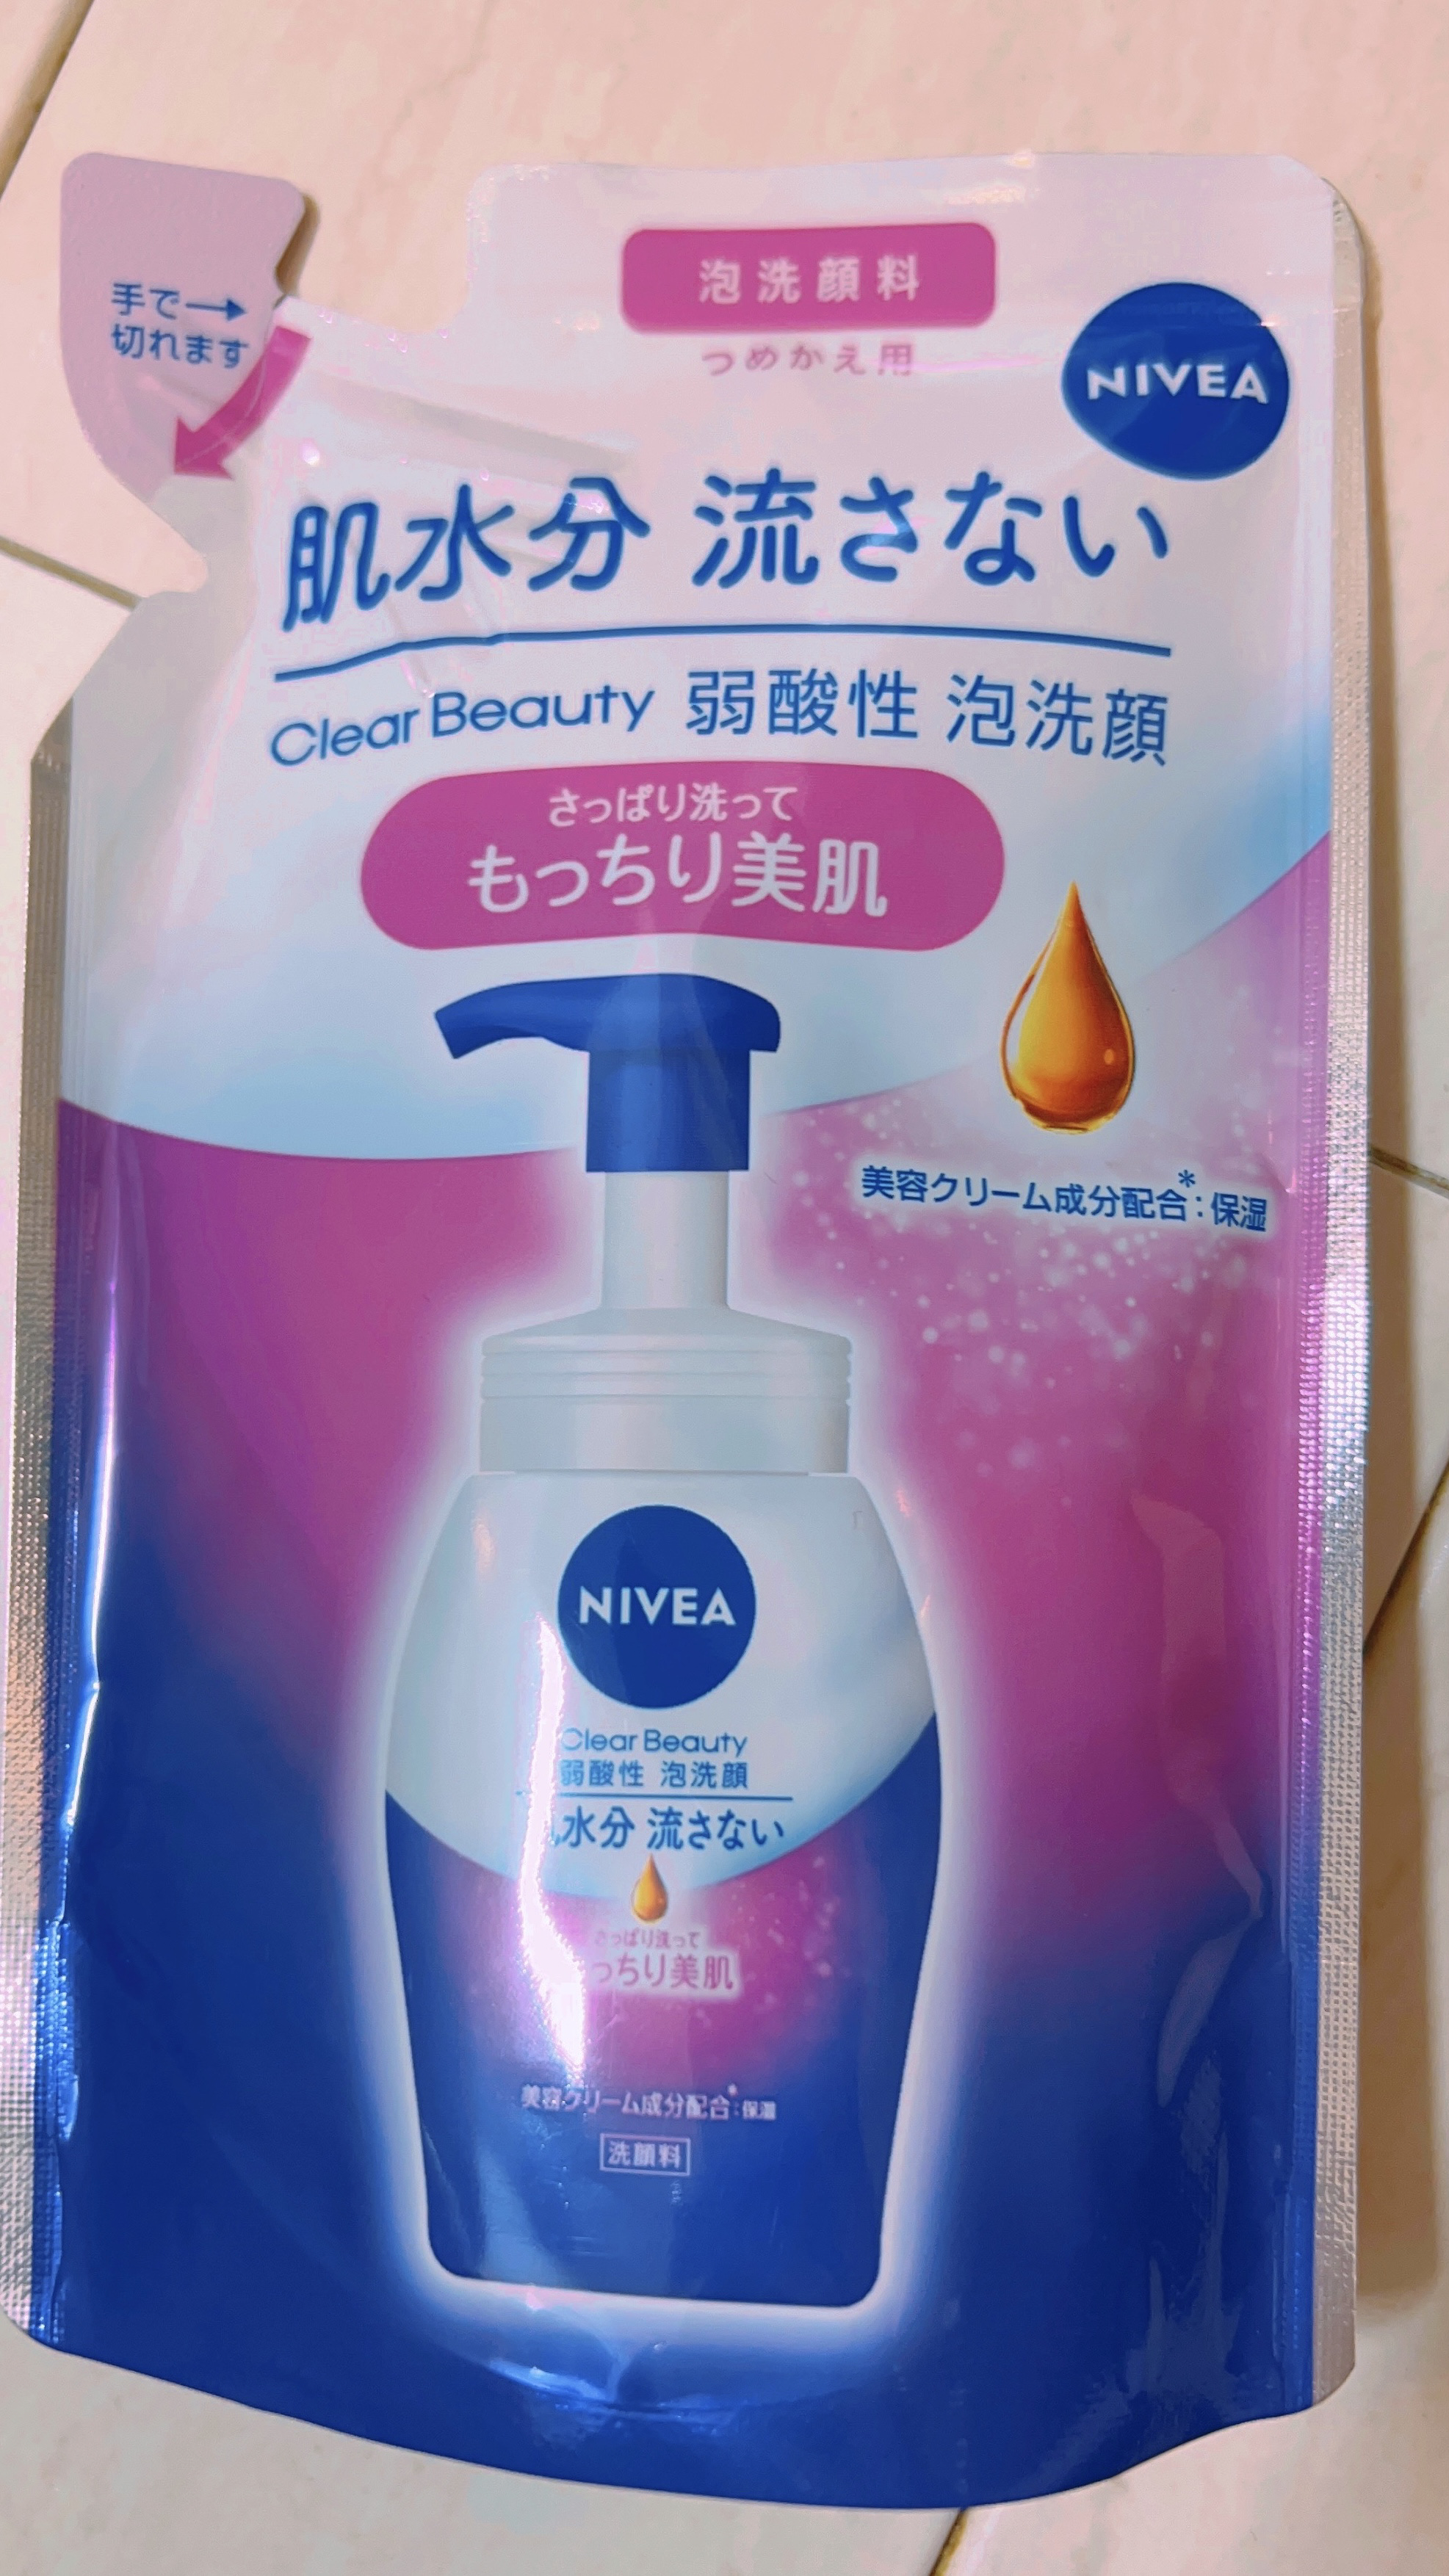 泡洗顔料
つめかえ用
手で→
切れます
NIVEA
肌水分 流さない
Clear Beauty 弱酸性 泡洗顔
さっぱり洗って
もっちり美肌
美容クリーム成分配合*:保湿
NIVEA
Clear Beauty
弱酸性 泡洗顔
水分 流さない
さっぱり洗って
っちり美肌
美容クリーム成分配合*:保湿
洗顔料